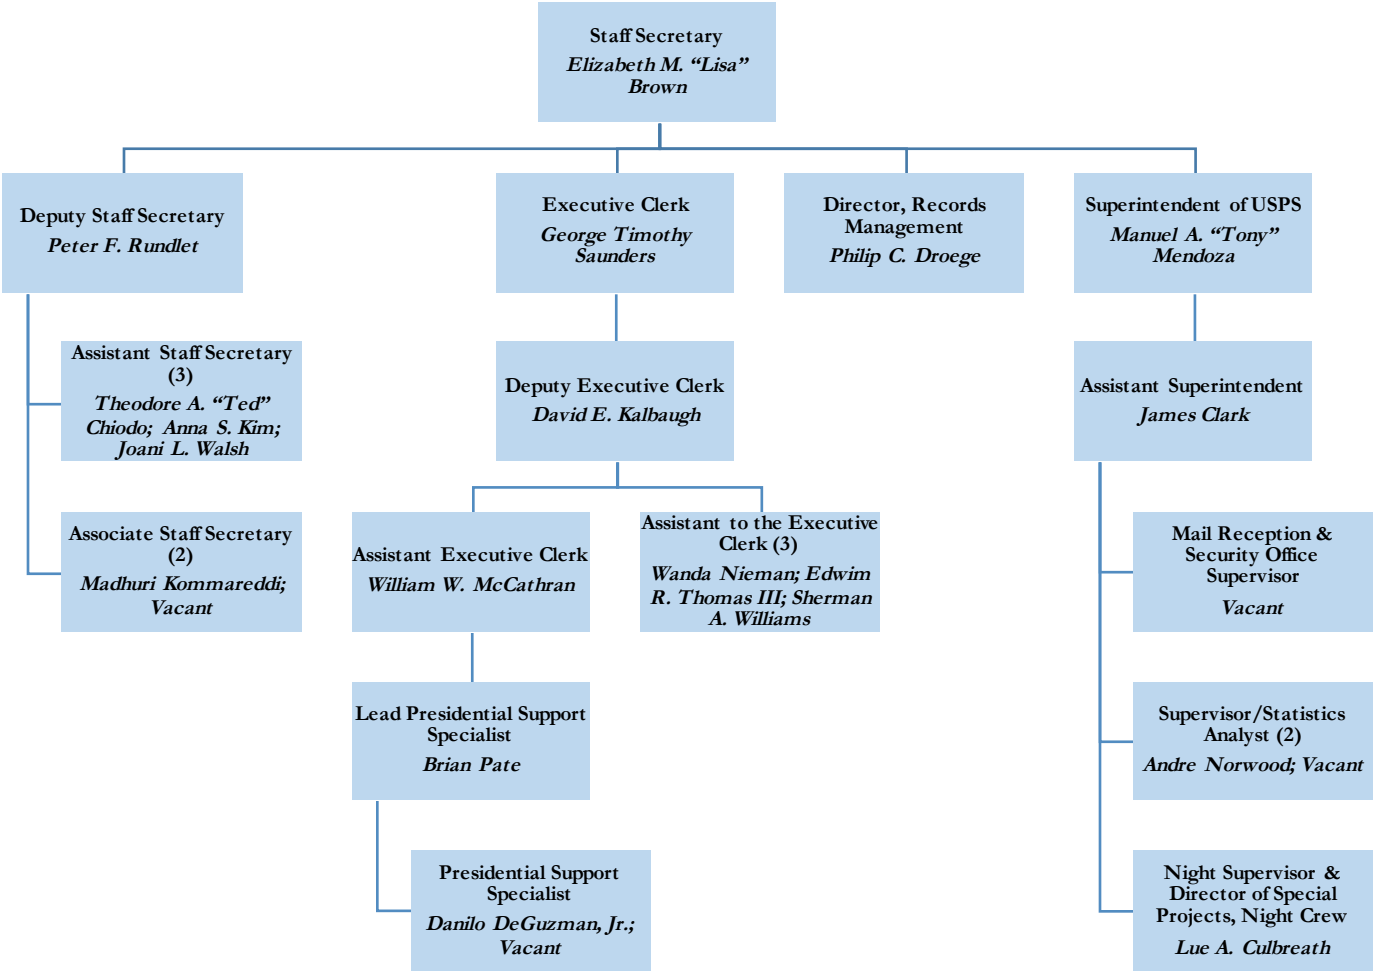 Staff Secretary
Elizabeth M. “Lisa”
Brown
Deputy Staff Secretary
Peter F. Rundlet
Executive Clerk
George Timothy
Saunders
Director, Records
Management
Philip C. Droege
Superintendent of USPS
Manuel A. “Tony”
Mendoza
Assistant Staff Secretary
(3)
Theodore A. “Ted”
Chiodo; Anna S. Kim;
Joani L. Walsh
Deputy Executive Clerk
David E. Kalbaugh
Assistant Superintendent
James Clark
Associate Staff Secretary
(2)
Madhuri Kommareddi;
Vacant
Assistant Executive Clerk
William W. McCathran
Assistant to the Executive
Clerk (3)
Wanda Nieman; Edwim
R. Thomas III; Sherman
A. Williams
Mail Reception &
Security Office
Supervisor
Vacant
Lead Presidential Support
Specialist
Brian Pate
Supervisor/Statistics
Analyst (2)
Andre Norwood; Vacant
Presidential Support
Specialist
Danilo DeGuzman, Jr.;
Vacant
Night Supervisor &
Director of Special
Projects, Night Crew
Lue A. Culbreath